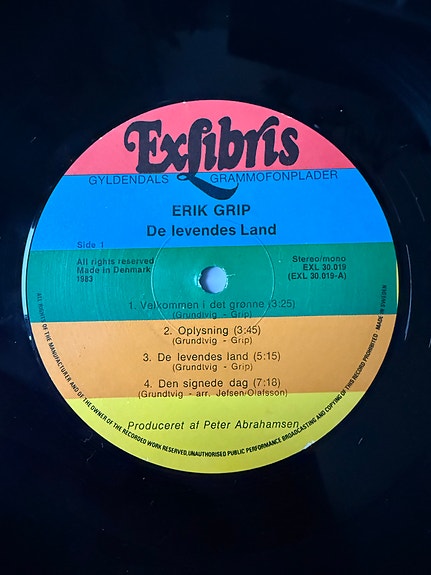 ExLibris
GYLDENDALS GRAMMOFONPLADER
ERIK GRIP
De levendes Land
Side 1
All rights reserved
Made in Denmark
1983
Stereo/mono
EXL 30.019
(EXL 30.019-A)
1. Velkommen i det grønne (3:25)
(Grundtvig - Grip)
2. Oplysning (3:45)
(Grundtvig - Grip)
3. De levendes land (5:15)
(Grundtvig - Grip)
4. Den signede dag (7:18)
(Grundtvig - arr. Jefsen/Olafsson)
Produceret af Peter Abrahamsen
ALL RIGHTS OF THE MANUFACTURER AND OF THE OWNER OF THE RECORDED WORK RESERVED, UNAUTHORISED PUBLIC PERFORMANCE BROADCASTING AND COPYING OF THIS RECORD PROHIBITED · MADE IN SWEDEN